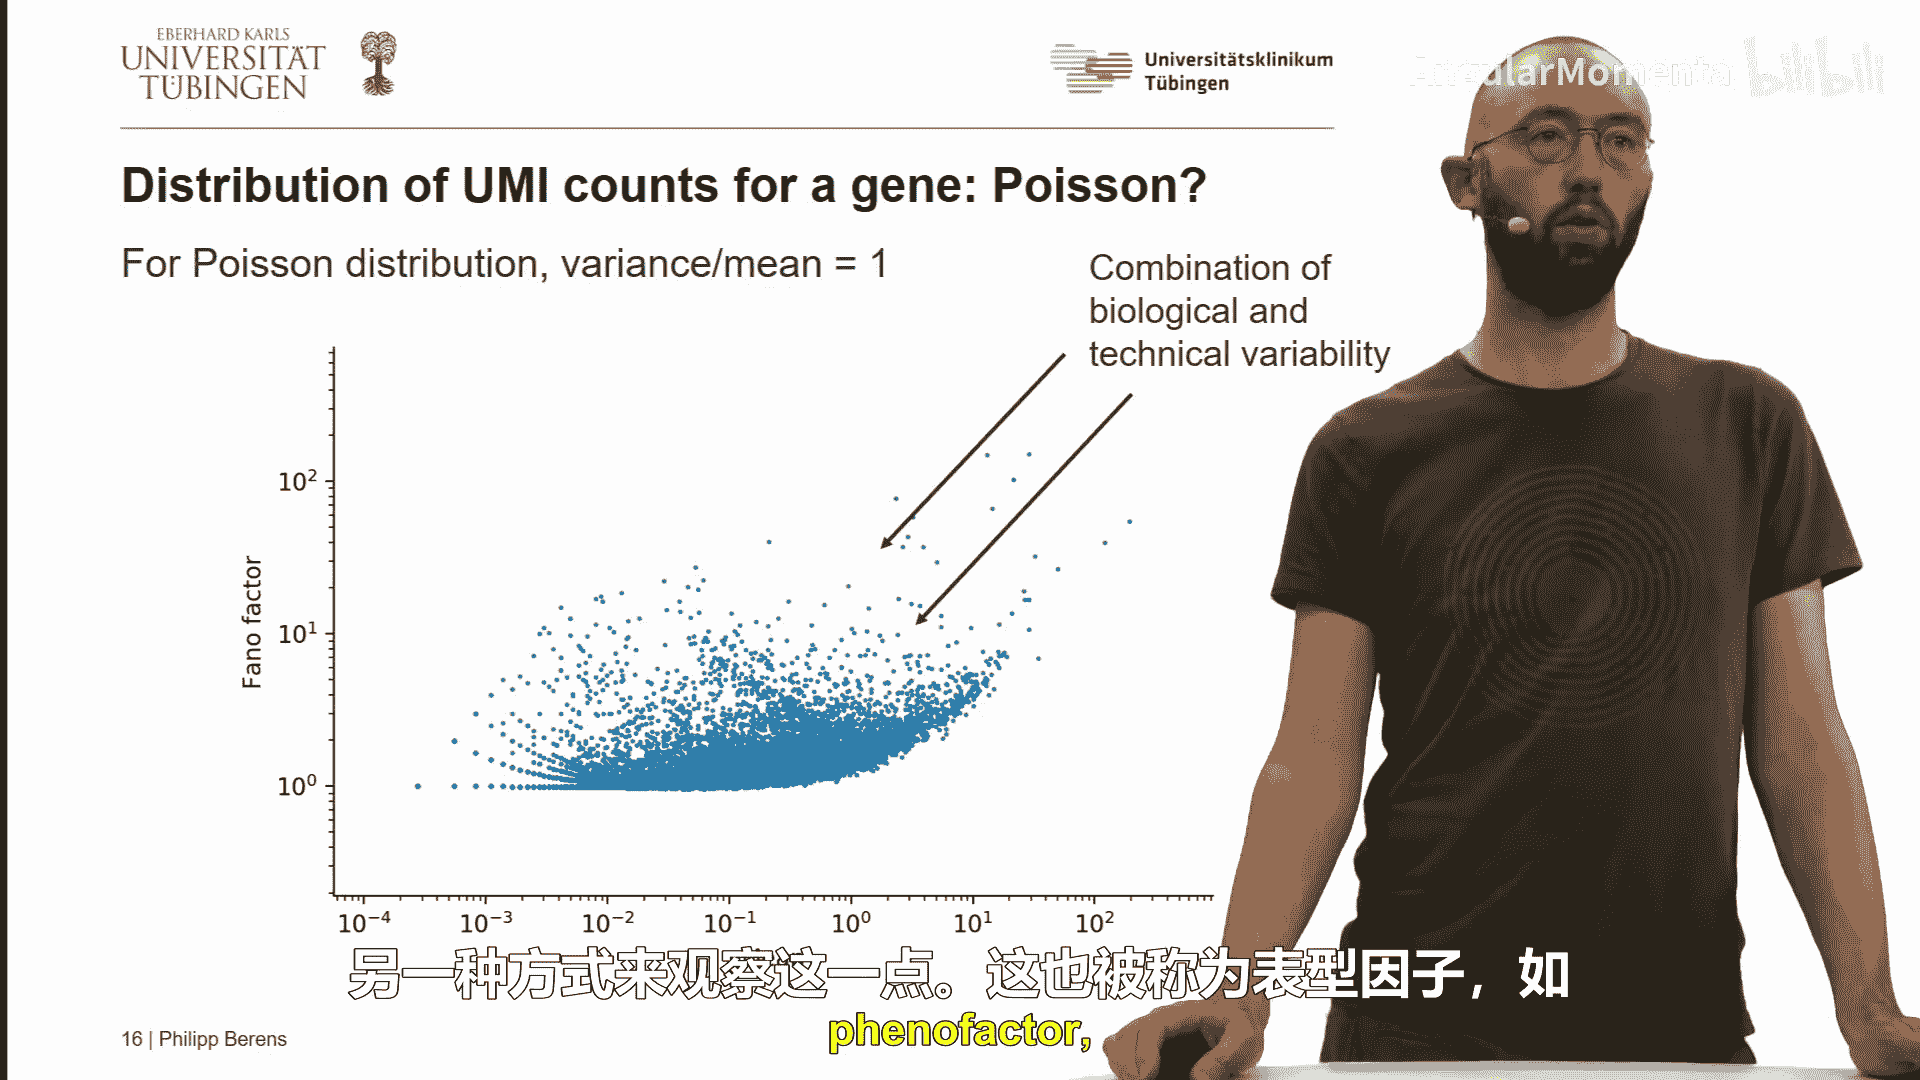 EBERHARD KARLS
UNIVERSITÄT
TÜBINGEN
Universitätsklinikum
Tübingen
AngularMomenta
bilibili
Distribution of UMI counts for a gene: Poisson?
For Poisson distribution, variance/mean = 1
Combination of
biological and
technical variability
Fano factor
10²
10¹
10⁰
10⁻⁴ 10⁻³ 10⁻² 10⁻¹ 10⁰ 10¹ 10²
另一种方式来观察这一点。这也被称为表型因子，如
phenofactor,
16 | Philipp Berens